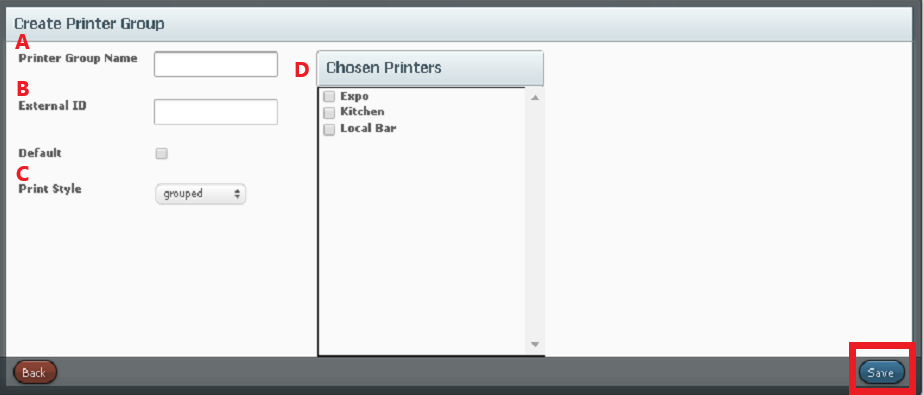 Create Printer Group
A
Printer Group Name
B
External ID
Default
C
Print Style
grouped
D
Chosen Printers
Expo
Kitchen
Local Bar
Back
Save